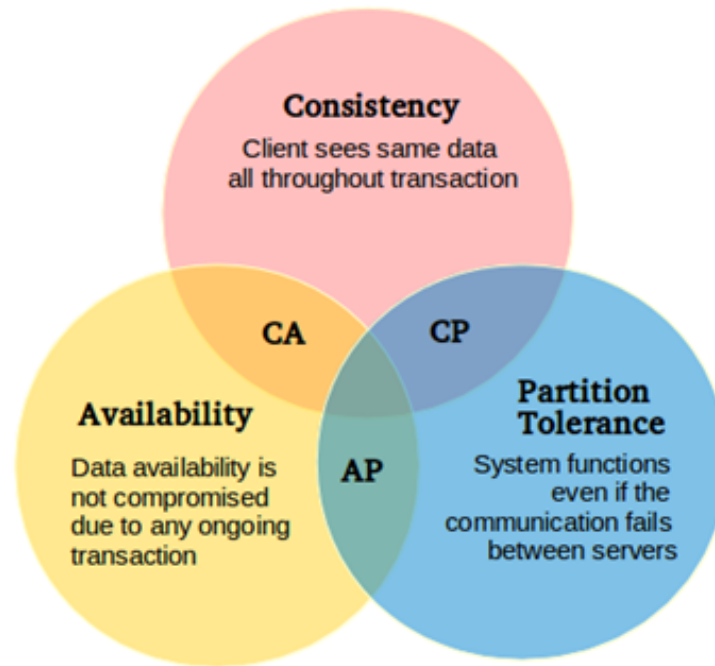 Consistency
Client sees same data
all throughout transaction
CA
CP
Availability
Data availability is
not compromised
due to any ongoing
transaction
AP
Partition
Tolerance
System functions
even if the
communication fails
between servers